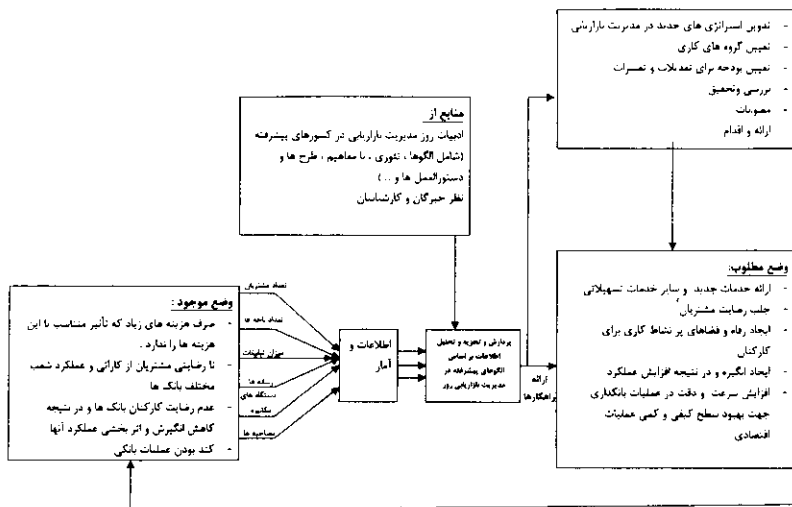 - تدوین استراتژی های جدید در مدیریت بازاریابی
- تعیین گروه های کاری
- تعیین بودجه برای تعدیلات و تغییرات
- بررسی وتحقیق
- مصوبات
ارائه و اقدام
منابع از :
ادبیات روز مدیریت بازاریابی در کشورهای پیشرفته
(شامل الگوها ، تئوری ، با مفاهیم ، طرح ها و
دستورالعمل ها و .. )
نظر خبرگان و کارشناسان
وضع موجود :
- صرف هزینه های زیاد که تأثیر متناسب با این
هزینه ها را ندارد .
- نا رضایتی مشتریان از کارائی و عملکرد شعب
مختلف بانک ها
- عدم رضایت کارکنان بانک ها و در نتیجه
کاهش انگیزش و اثر بخشی عملکرد آنها
- کند بودن عملیات بانکی
تعداد مشتریان
تعداد باجه ها
میزان تبلیغات
رسانه ها
دستگاه های
مصاحبه ها
اطلاعات و
آمار
پردازش و تجزیه و تحلیل
اطلاعات بر اساس
الگوهای پیشرفته در
مدیریت بازاریابی روز
ارائه
راهکارها
وضع مطلوب:
- ارائه خدمات جدید و سایر خدمات تسهیلاتی
- جلب رضایت مشتریان
- ایجاد رفاه و فضاهای پر نشاط کاری برای
کارکنان
- ایجاد انگیزه و در نتیجه افزایش عملکرد
- افزایش سرعت و دقت در عملیات بانکداری
جهت بهبود سطح کیفی و کمی عملیات
اقتصادی